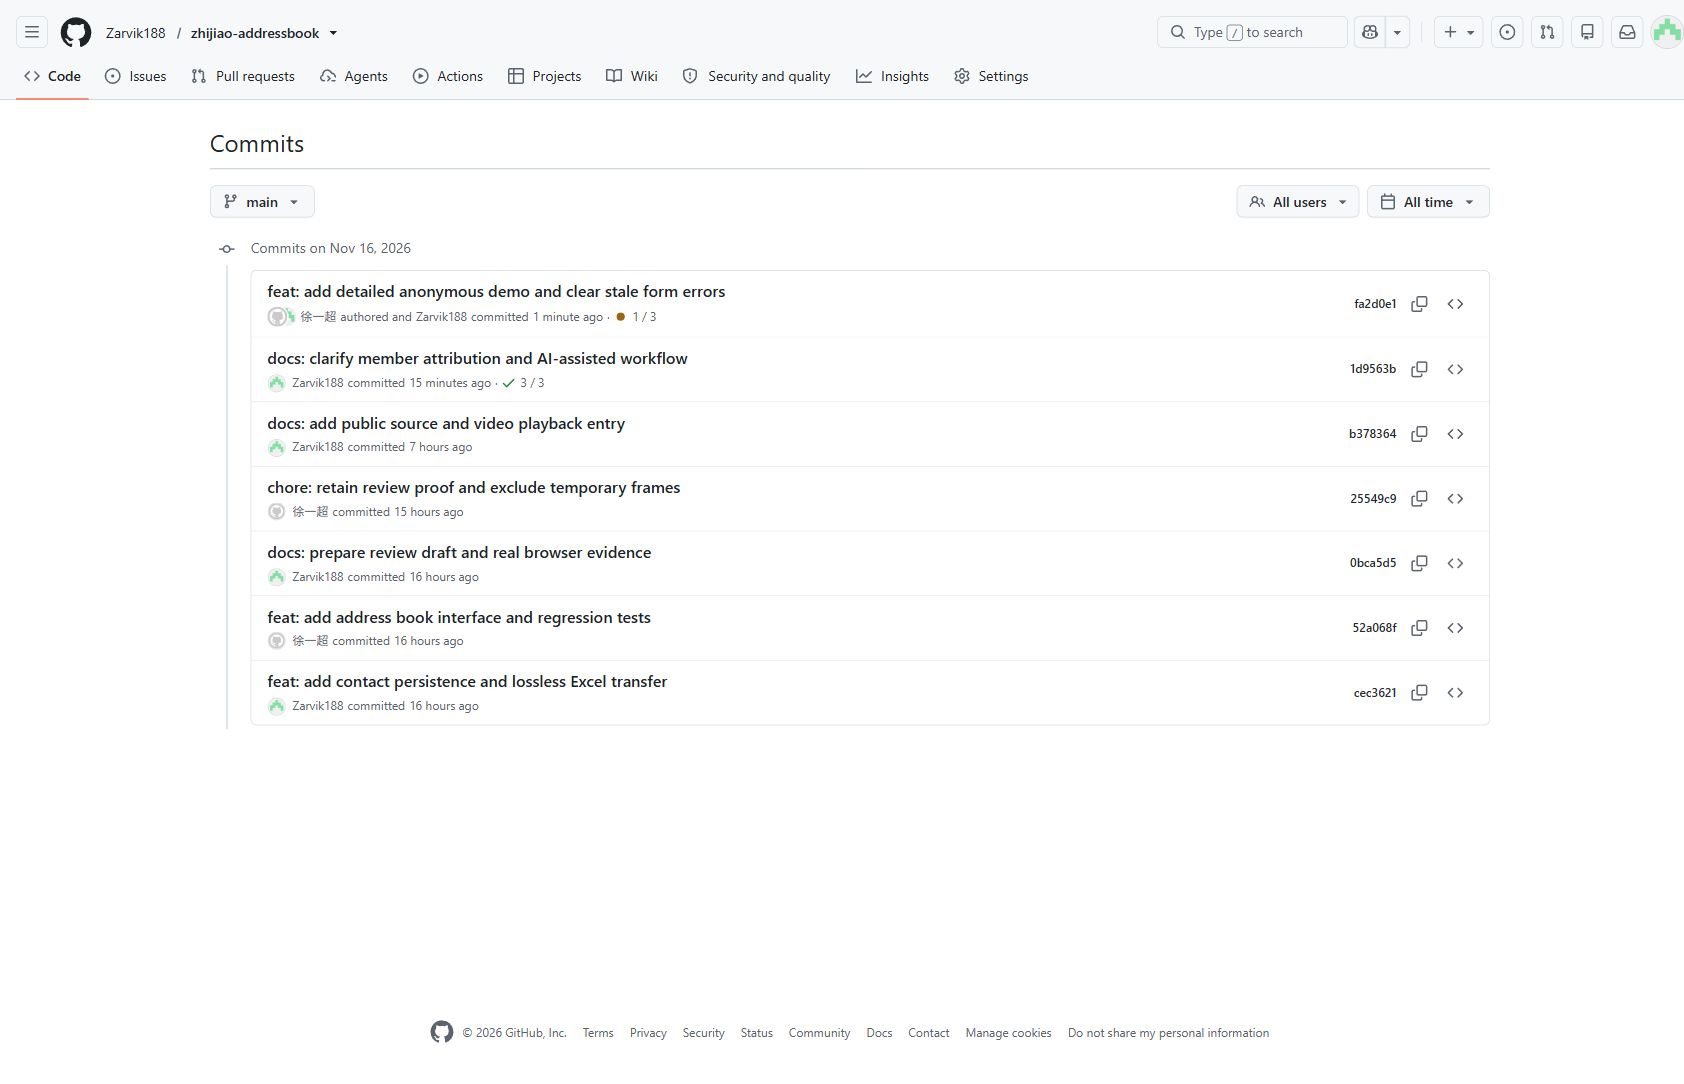 Zarvik188 / zhijiao-addressbook
Type / to search
Code Issues Pull requests Agents Actions Projects Wiki Security and quality Insights Settings
Commits
main
All users All time
Commits on Nov 16, 2026
feat: add detailed anonymous demo and clear stale form errors
徐一超 authored and Zarvik188 committed 1 minute ago · 1 / 3
fa2d0e1
docs: clarify member attribution and AI-assisted workflow
Zarvik188 committed 15 minutes ago · 3 / 3
1d9563b
docs: add public source and video playback entry
Zarvik188 committed 7 hours ago
b378364
chore: retain review proof and exclude temporary frames
徐一超 committed 15 hours ago
25549c9
docs: prepare review draft and real browser evidence
Zarvik188 committed 16 hours ago
0bca5d5
feat: add address book interface and regression tests
徐一超 committed 16 hours ago
52a068f
feat: add contact persistence and lossless Excel transfer
Zarvik188 committed 16 hours ago
cec3621
© 2026 GitHub, Inc. Terms Privacy Security Status Community Docs Contact Manage cookies Do not share my personal information